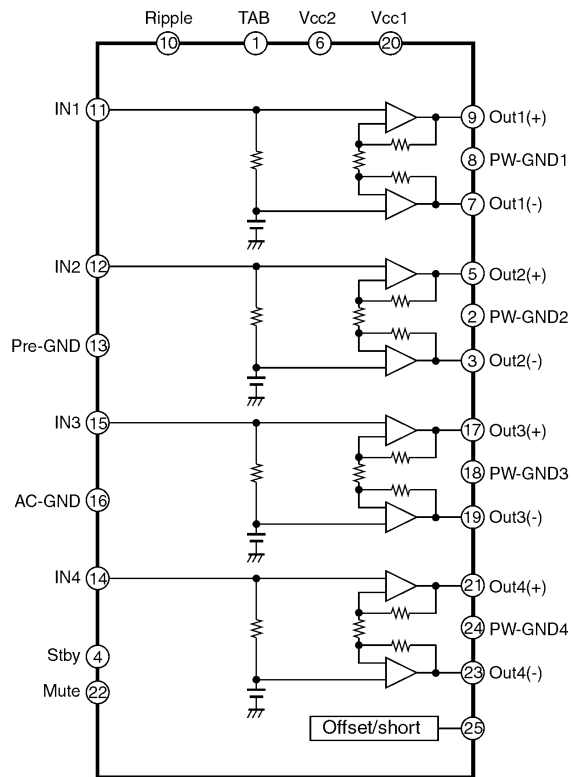 Ripple TAB Vcc2 Vcc1
10 1 6 20
IN1 11 9 Out1(+)
8 PW-GND1
7 Out1(-)
IN2 12 5 Out2(+)
2 PW-GND2
Pre-GND 13
3 Out2(-)
IN3 15 17 Out3(+)
18 PW-GND3
AC-GND 16
19 Out3(-)
IN4 14 21 Out4(+)
24 PW-GND4
Stby 4
23 Out4(-)
Mute 22
Offset/short 25